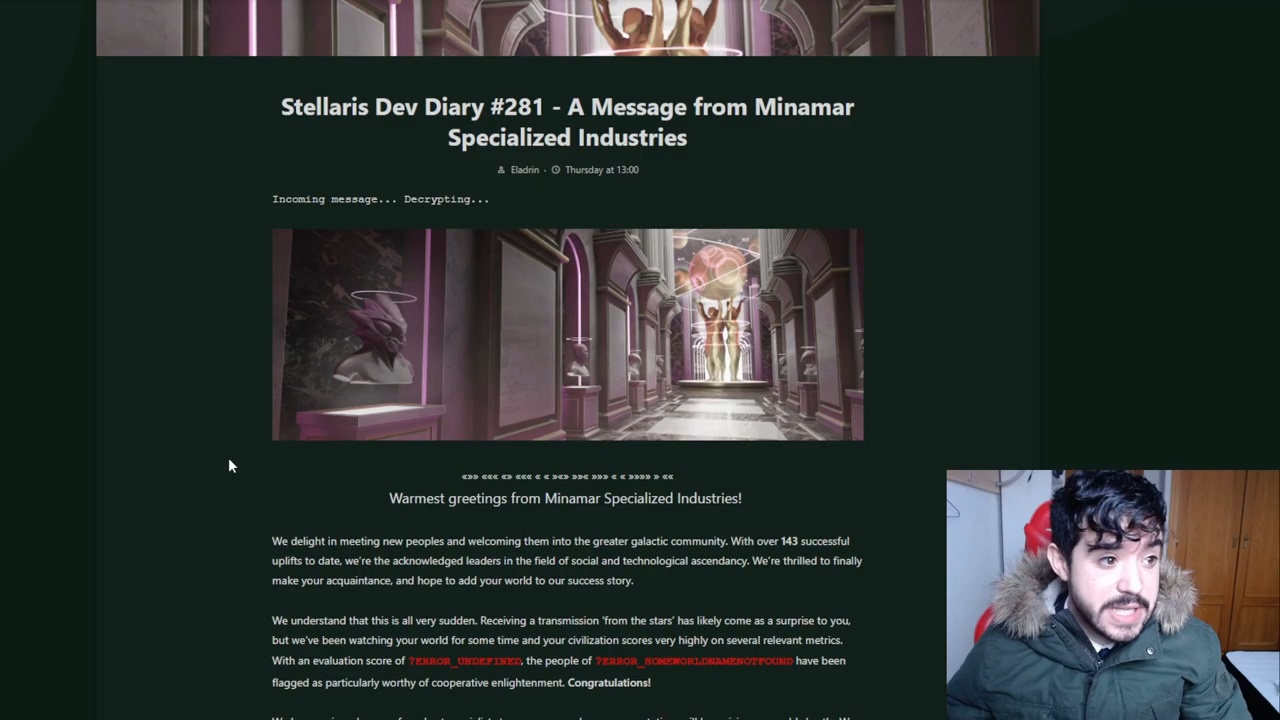 Stellaris Dev Diary #281 - A Message from Minamar
Specialized Industries
Eladrin · Thursday at 13:00
Incoming message... Decrypting...
«»» ««« «» ««« « « »«» »»« »»» « « »»»» » ««
Warmest greetings from Minamar Specialized Industries!
We delight in meeting new peoples and welcoming them into the greater galactic community. With over 143 successful
uplifts to date, we're the acknowledged leaders in the field of social and technological ascendancy. We're thrilled to finally
make your acquaintance, and hope to add your world to our success story.
We understand that this is all very sudden. Receiving a transmission 'from the stars' has likely come as a surprise to you,
but we've been watching your world for some time and your civilization scores very highly on several relevant metrics.
With an evaluation score of ?ERROR_UNDEFINED, the people of ?ERROR_HOMEWORLDNAMENOTFOUND have been
flagged as particularly worthy of cooperative enlightenment. Congratulations!